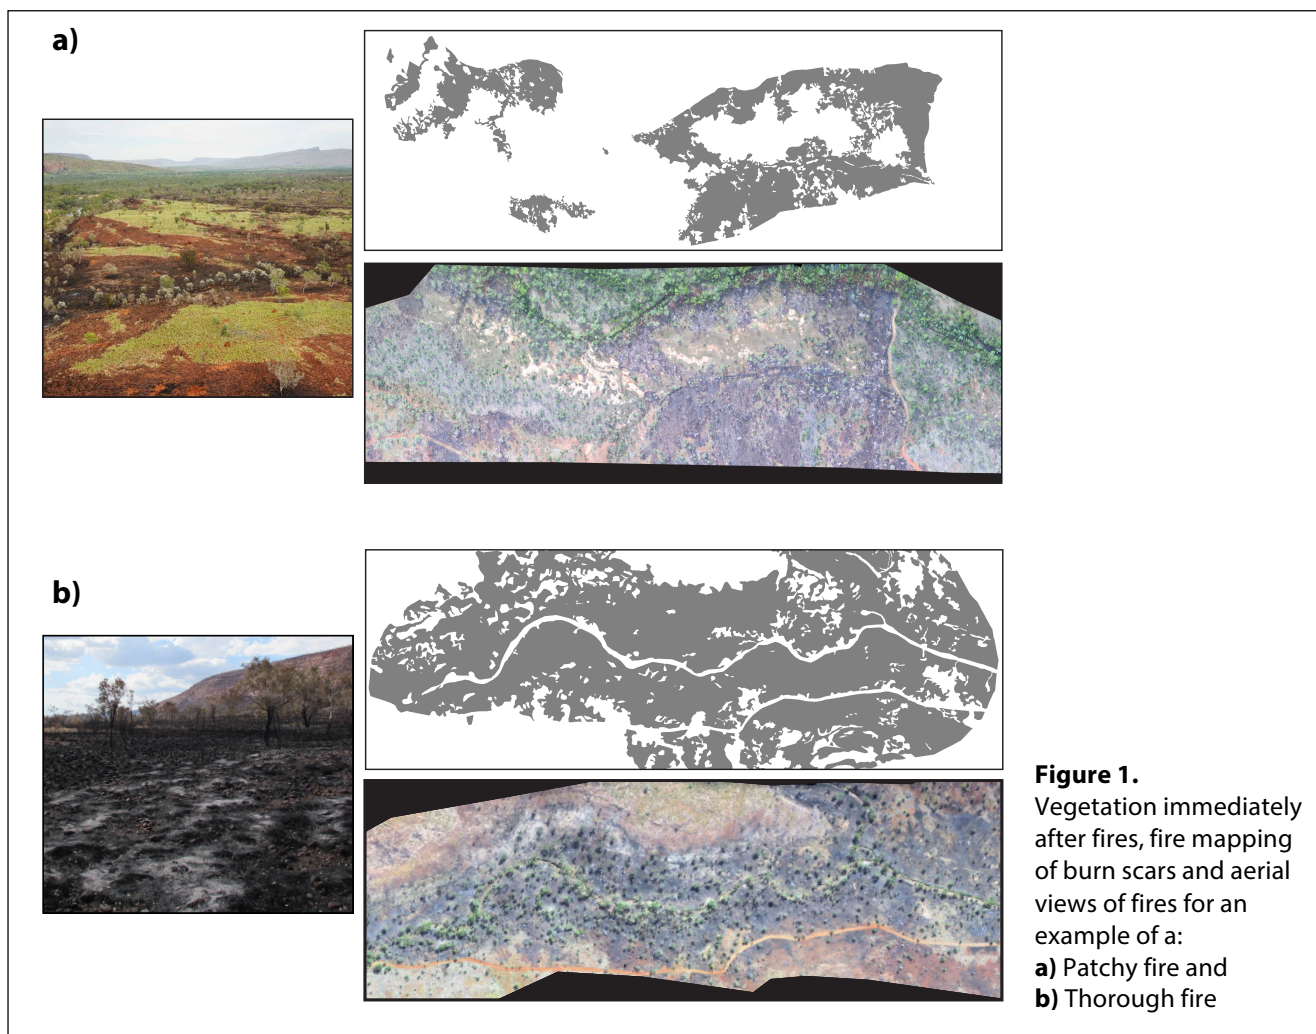 a)
b)
Figure 1.
Vegetation immediately
after fires, fire mapping
of burn scars and aerial
views of fires for an
example of a:
a) Patchy fire and
b) Thorough fire